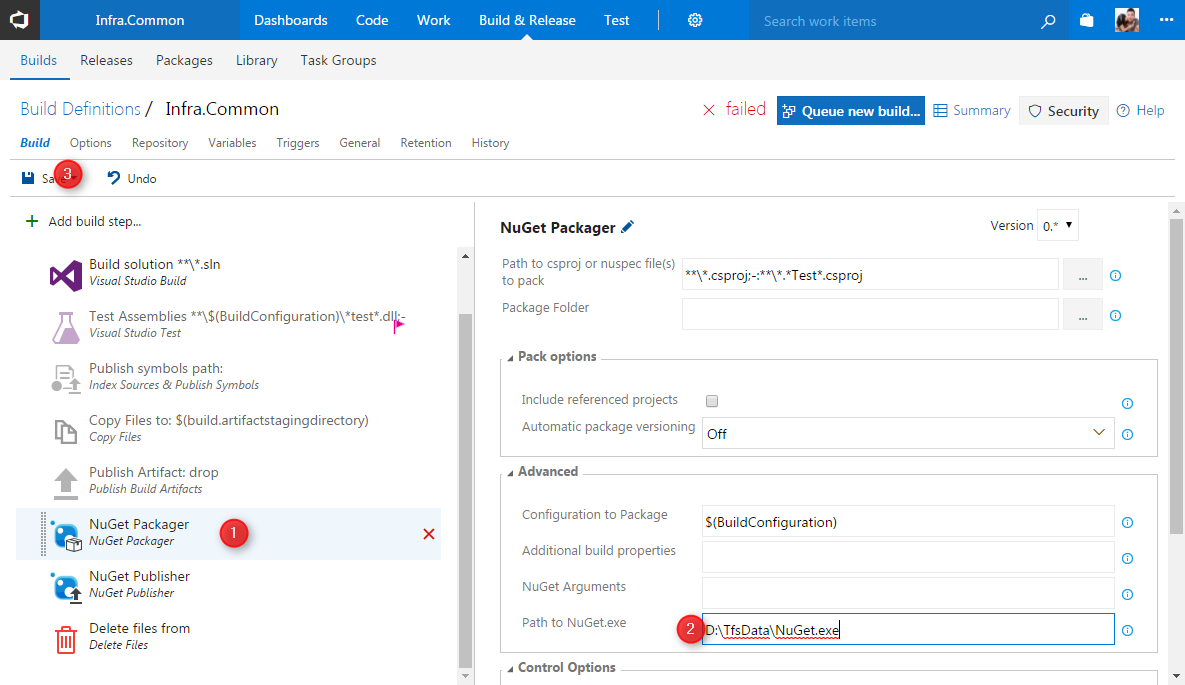 Infra.Common Dashboards Code Work Build & Release Test Search work items
Builds Releases Packages Library Task Groups
Build Definitions / Infra.Common failed Queue new build... Summary Security Help
Build Options Repository Variables Triggers General Retention History
3 Undo
Add build step...
Build solution **\*.sln
Visual Studio Build
Test Assemblies **\$(BuildConfiguration)\*test*.dll;-
Visual Studio Test
Publish symbols path:
Index Sources & Publish Symbols
Copy Files to: $(build.artifactstagingdirectory)
Copy Files
Publish Artifact: drop
Publish Build Artifacts
NuGet Packager
NuGet Packager
1
NuGet Publisher
NuGet Publisher
Delete files from
Delete Files
NuGet Packager Version 0.*
Path to csproj or nuspec file(s)
to pack
**\*.csproj;-:**\*.*Test*.csproj ...
Package Folder ...
Pack options
Include referenced projects
Automatic package versioning Off
Advanced
Configuration to Package $(BuildConfiguration)
Additional build properties
NuGet Arguments
Path to NuGet.exe 2 D:\TfsData\NuGet.exe
Control Options